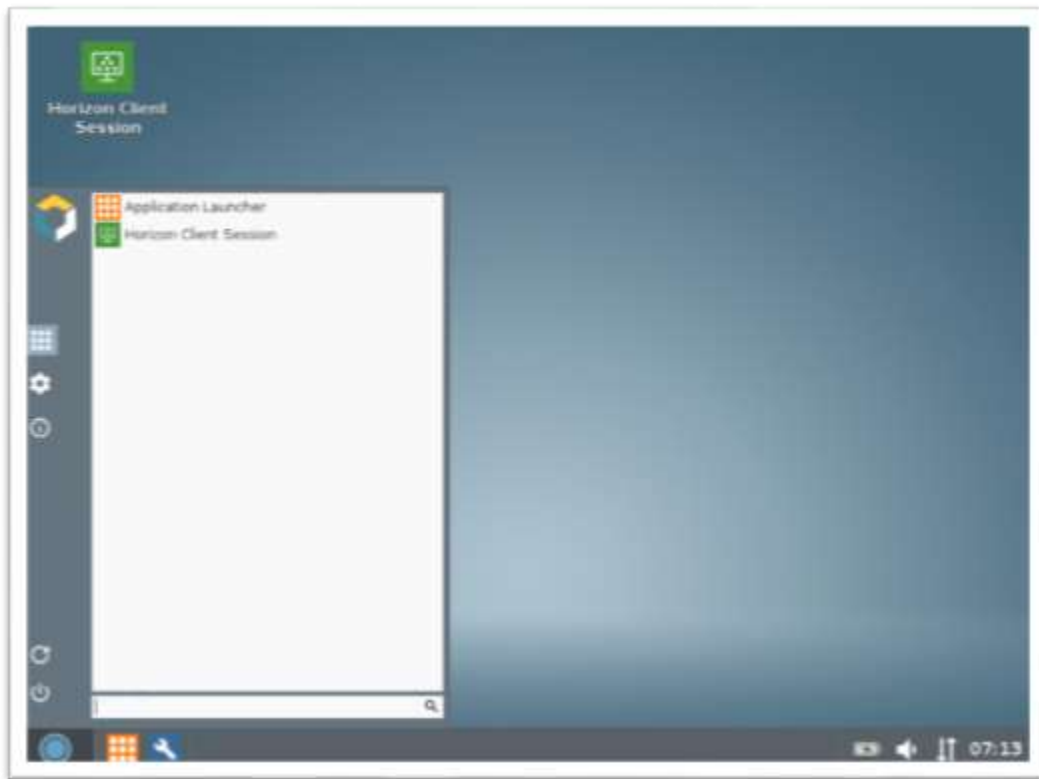 Horizon Client
Session
Application Launcher
Horizon Client Session
07:13